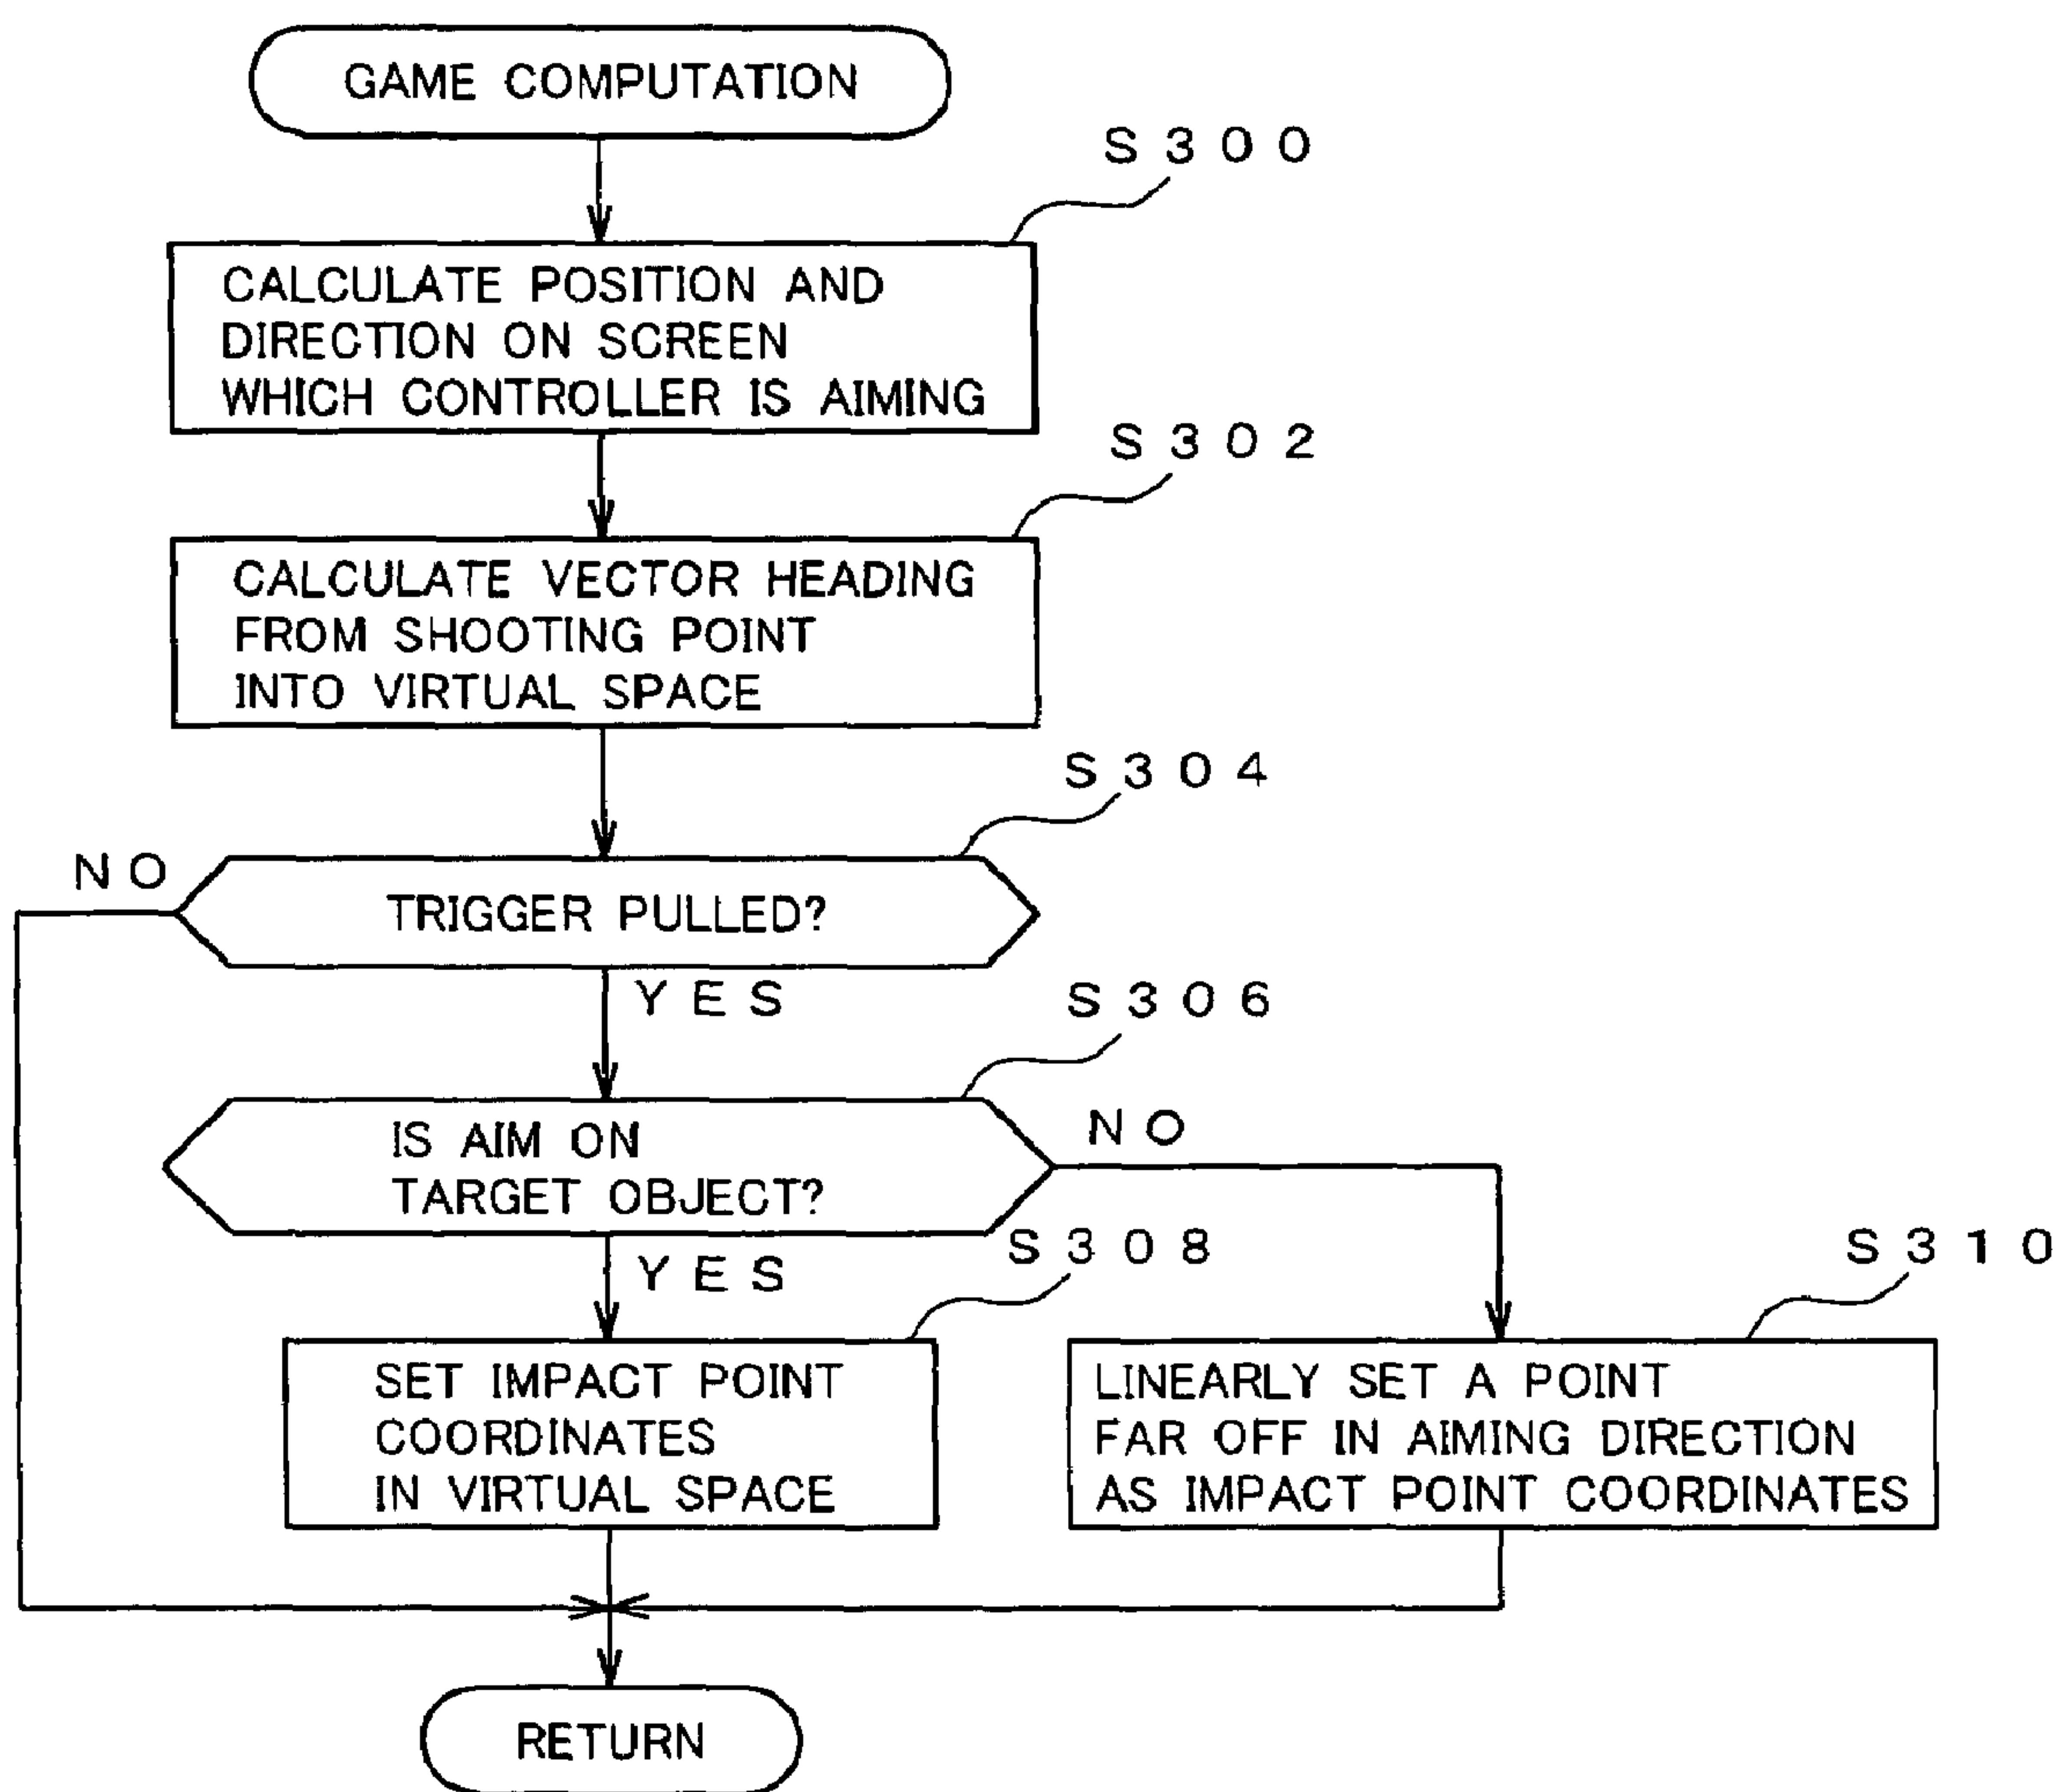 GAME COMPUTATION
S300
CALCULATE POSITION AND
DIRECTION ON SCREEN
WHICH CONTROLLER IS AIMING
S302
CALCULATE VECTOR HEADING
FROM SHOOTING POINT
INTO VIRTUAL SPACE
S304
NO
TRIGGER PULLED?
YES
S306
IS AIM ON
TARGET OBJECT?
NO
YES
S308
SET IMPACT POINT
COORDINATES
IN VIRTUAL SPACE
S310
LINEARLY SET A POINT
FAR OFF IN AIMING DIRECTION
AS IMPACT POINT COORDINATES
RETURN